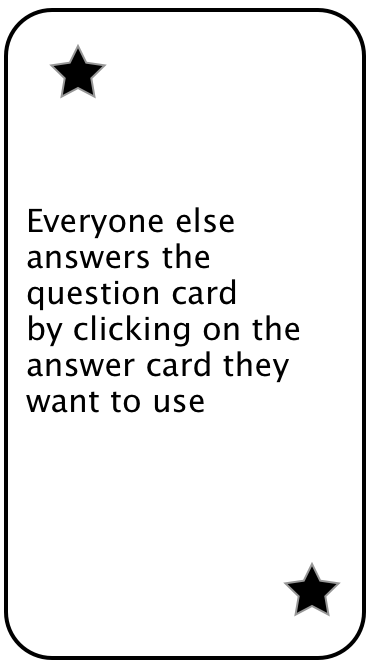 Everyone else
answers the
question card
by clicking on the
answer card they
want to use